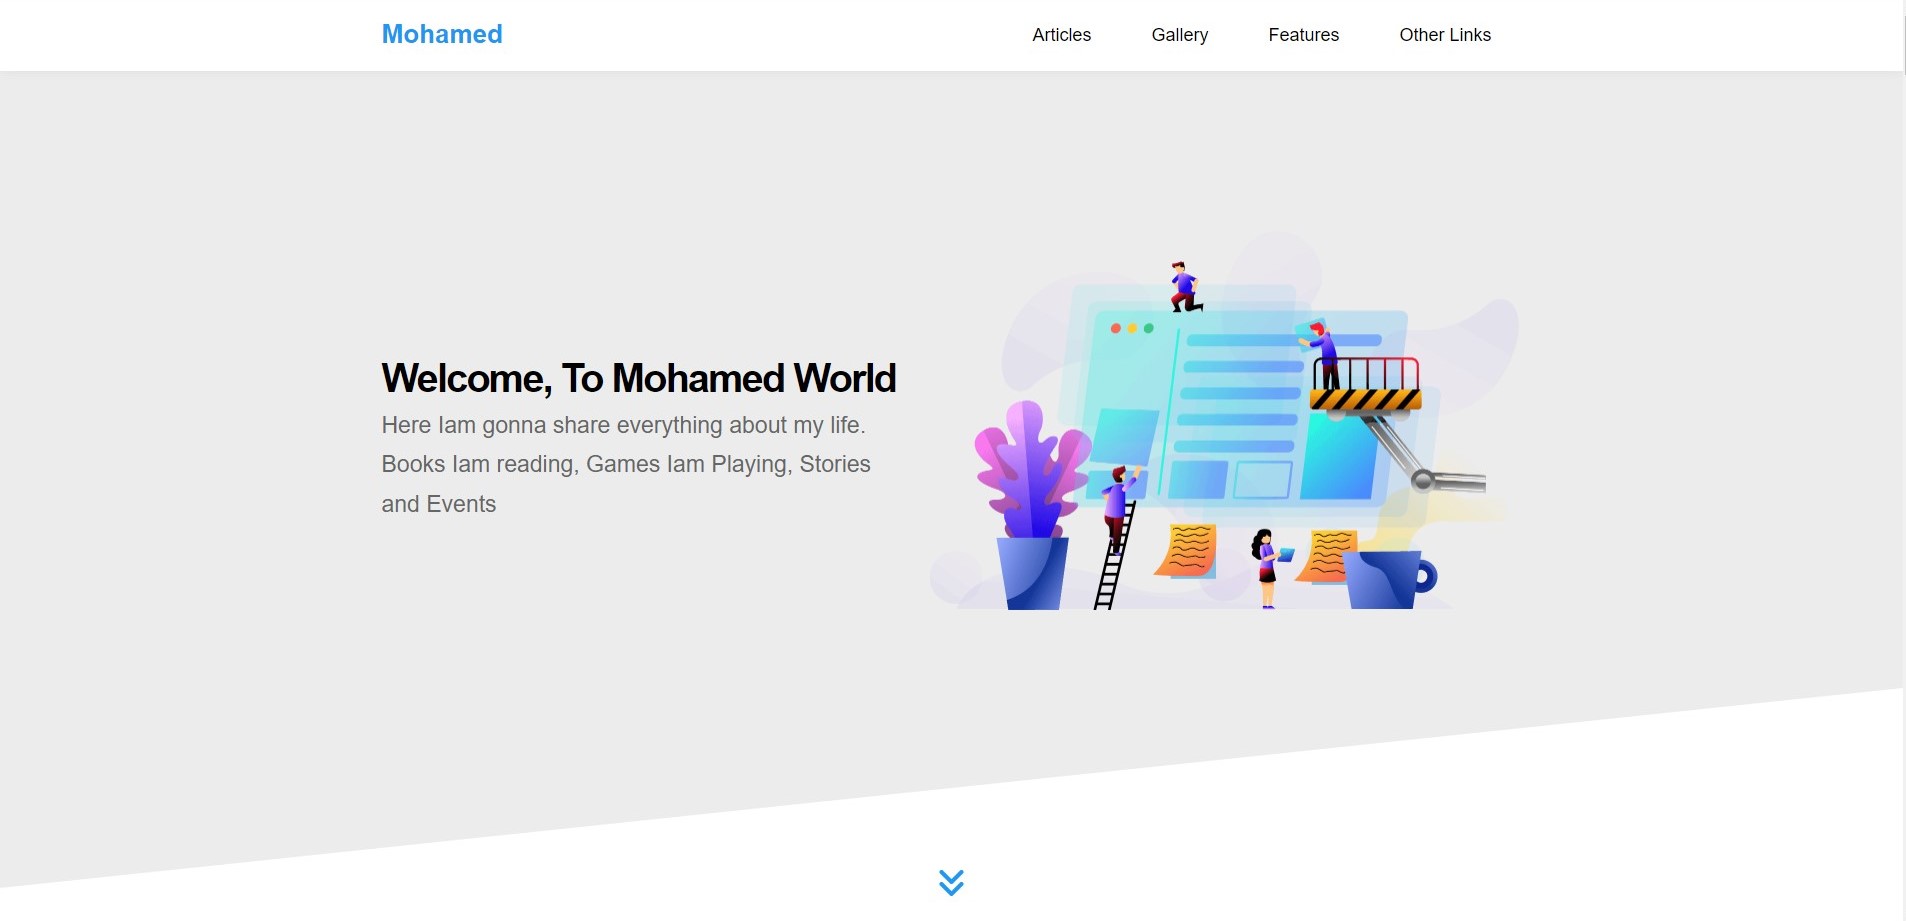 Mohamed
Articles
Gallery
Features
Other Links
Welcome, To Mohamed World
Here Iam gonna share everything about my life.
Books Iam reading, Games Iam Playing, Stories
and Events